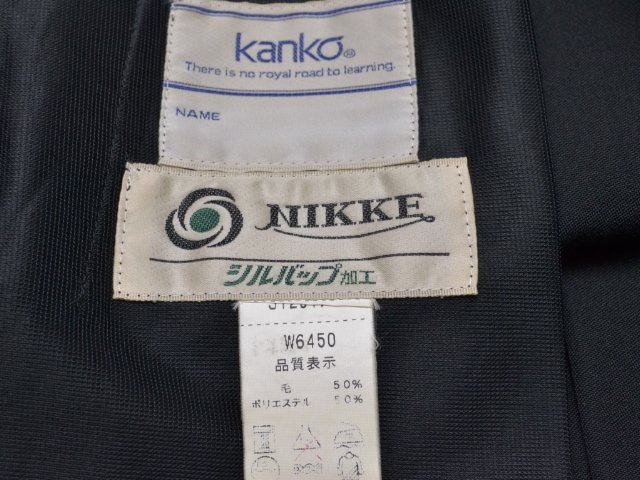 kanko®
There is no royal road to learning.
NAME
NIKKE
シルバップ加工
W6450
品質表示
毛 50%
ポリエステル 50%